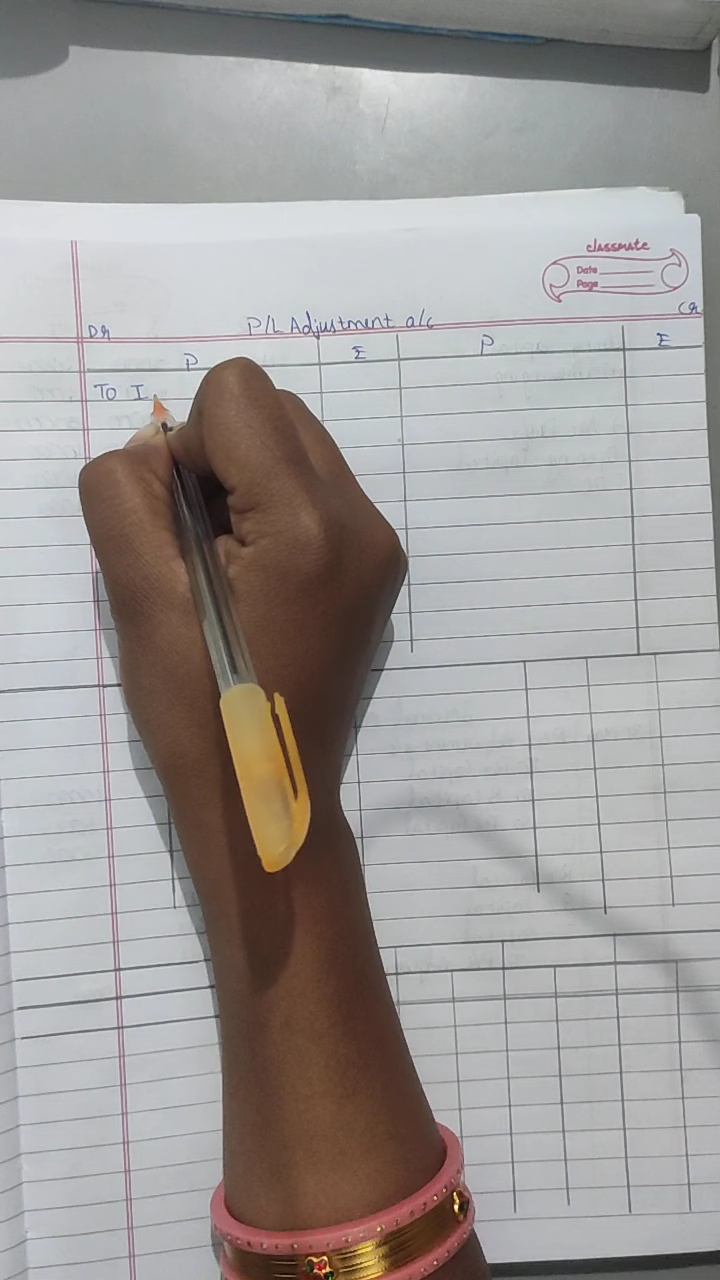 classmate
Date
Page
Dr P/L Adjustment a/c Cr
P Σ P Σ
To I